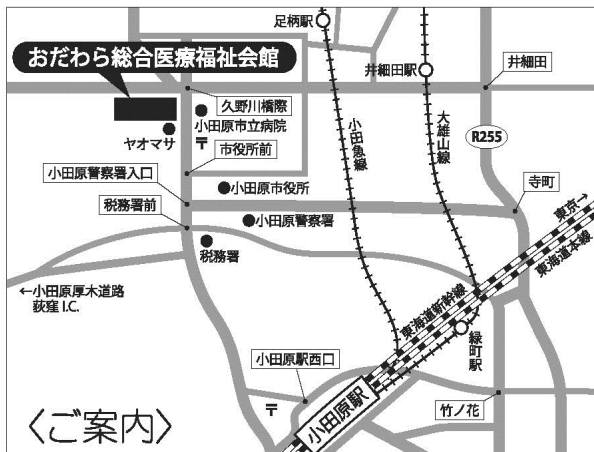 足柄駅
おだわら総合医療福祉会館
井細田駅
井細田
久野川橋際
小田原市立病院
〒
ヤオマサ
小田魚線
大雄山線
R255
市役所前
小田原警察署入口
小田原市役所
寺町
税務署前
小田原警察署
東京→
税務署
東海道本線
←小田原厚木道路
荻窪 I.C.
東海道新幹線
緑町駅
小田原駅西口
〒
小田原駅
竹ノ花
〈ご案内〉